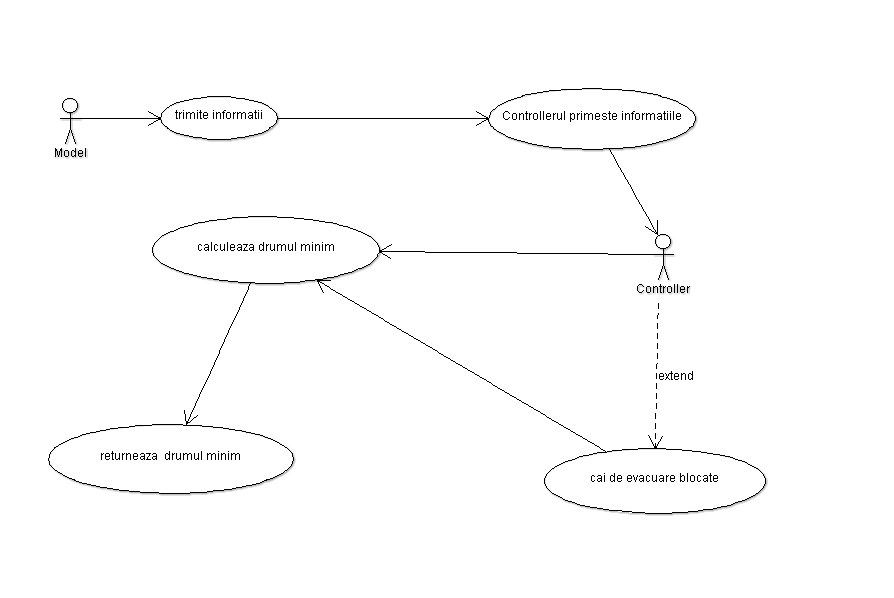 trimite informatii
Controllerul primeste informatiile
Model
calculeaza drumul minim
Controller
extend
returneaza  drumul minim
cai de evacuare blocate